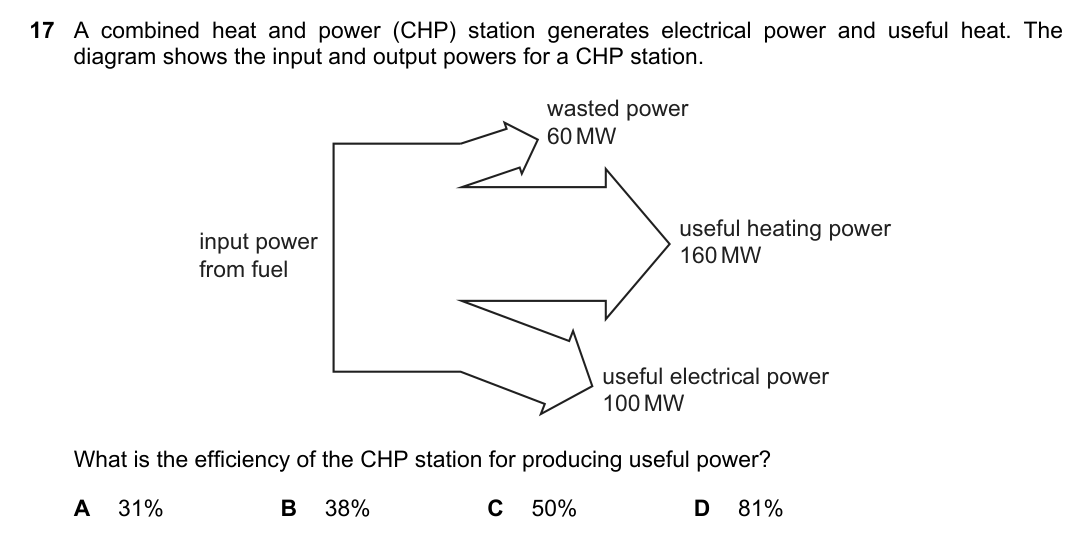 17 A combined heat and power (CHP) station generates electrical power and useful heat. The
diagram shows the input and output powers for a CHP station.
wasted power
60 MW
useful heating power
160 MW
input power
from fuel
useful electrical power
100 MW
What is the efficiency of the CHP station for producing useful power?
A 31% B 38% C 50% D 81%